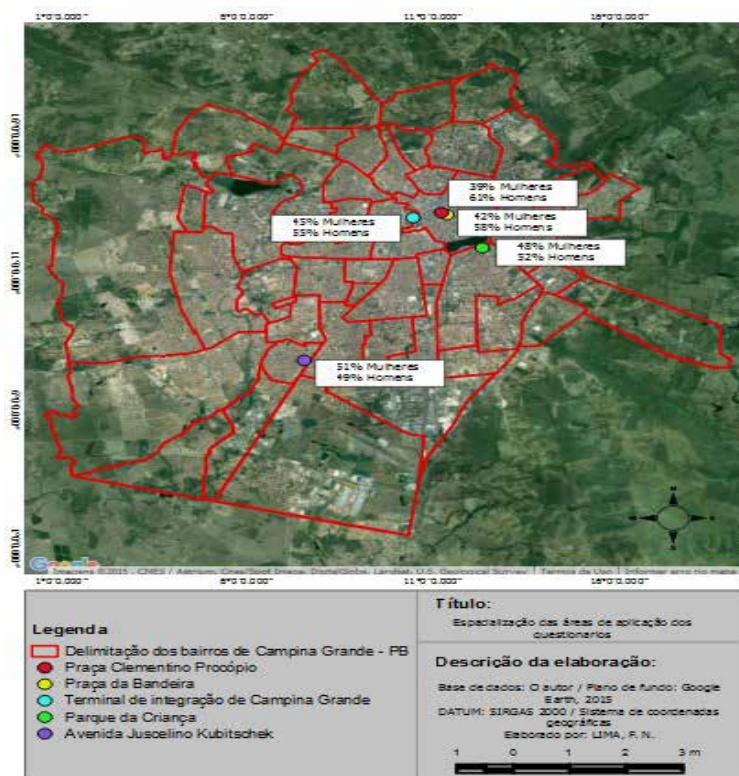 39% Mulheres
61% Homens
45% Mulheres
55% Homens
42% Mulheres
58% Homens
48% Mulheres
52% Homens
51% Mulheres
49% Homens
Google
Legenda
Delimitação dos bairros de Campina Grande - PB
Praça Clementino Procópio
Praça da Bandeira
Terminal de integração de Campina Grande
Parque da Criança
Avenida Juscelino Kubitschek
Título:
Espacialização das áreas de aplicação dos
questionários
Descrição da elaboração:
Base de dados: O autor / Plano de fundo: Google
Earth, 2015
DATUM: SIRGAS 2000 / Sistema de coordenadas
geográficas
Elaborado por: LIMA, F. N.
1 0 1 2 3 m